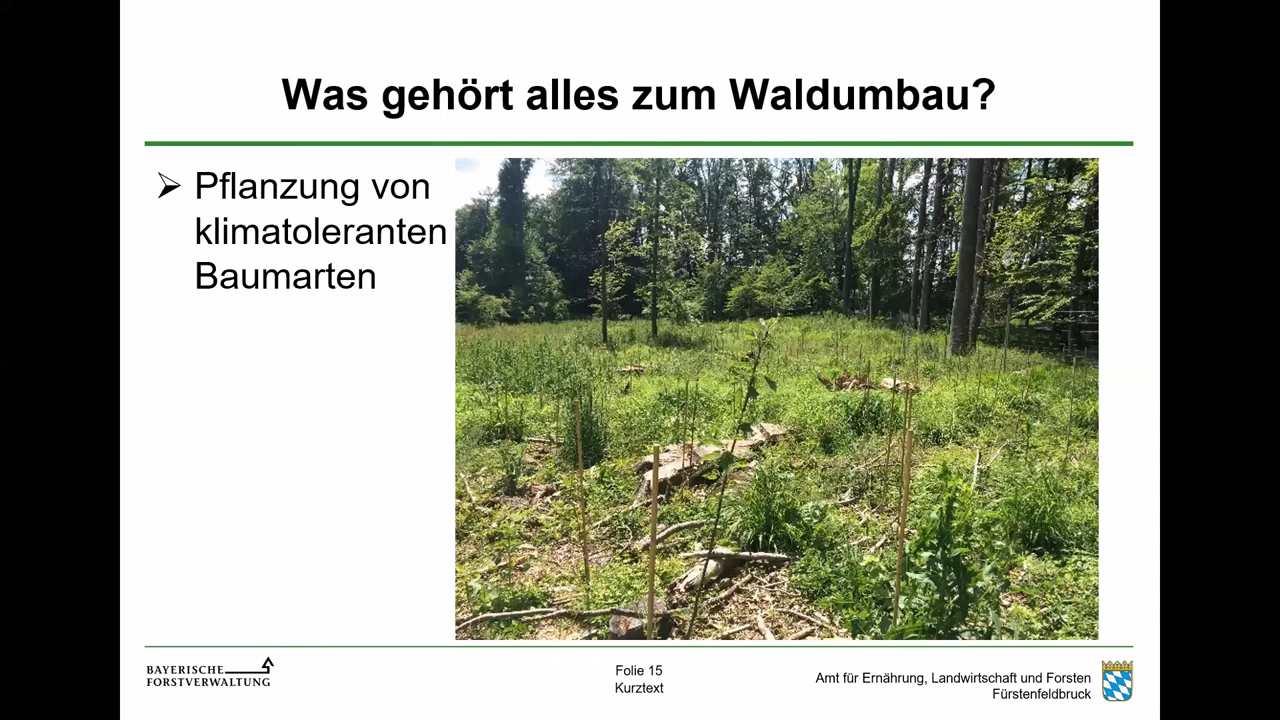 Was gehört alles zum Waldumbau?
Pflanzung von
klimatoleranten
Baumarten
BAYERISCHE
FORSTVERWALTUNG
Folie 15
Kurztext
Amt für Ernährung, Landwirtschaft und Forsten
Fürstenfeldbruck